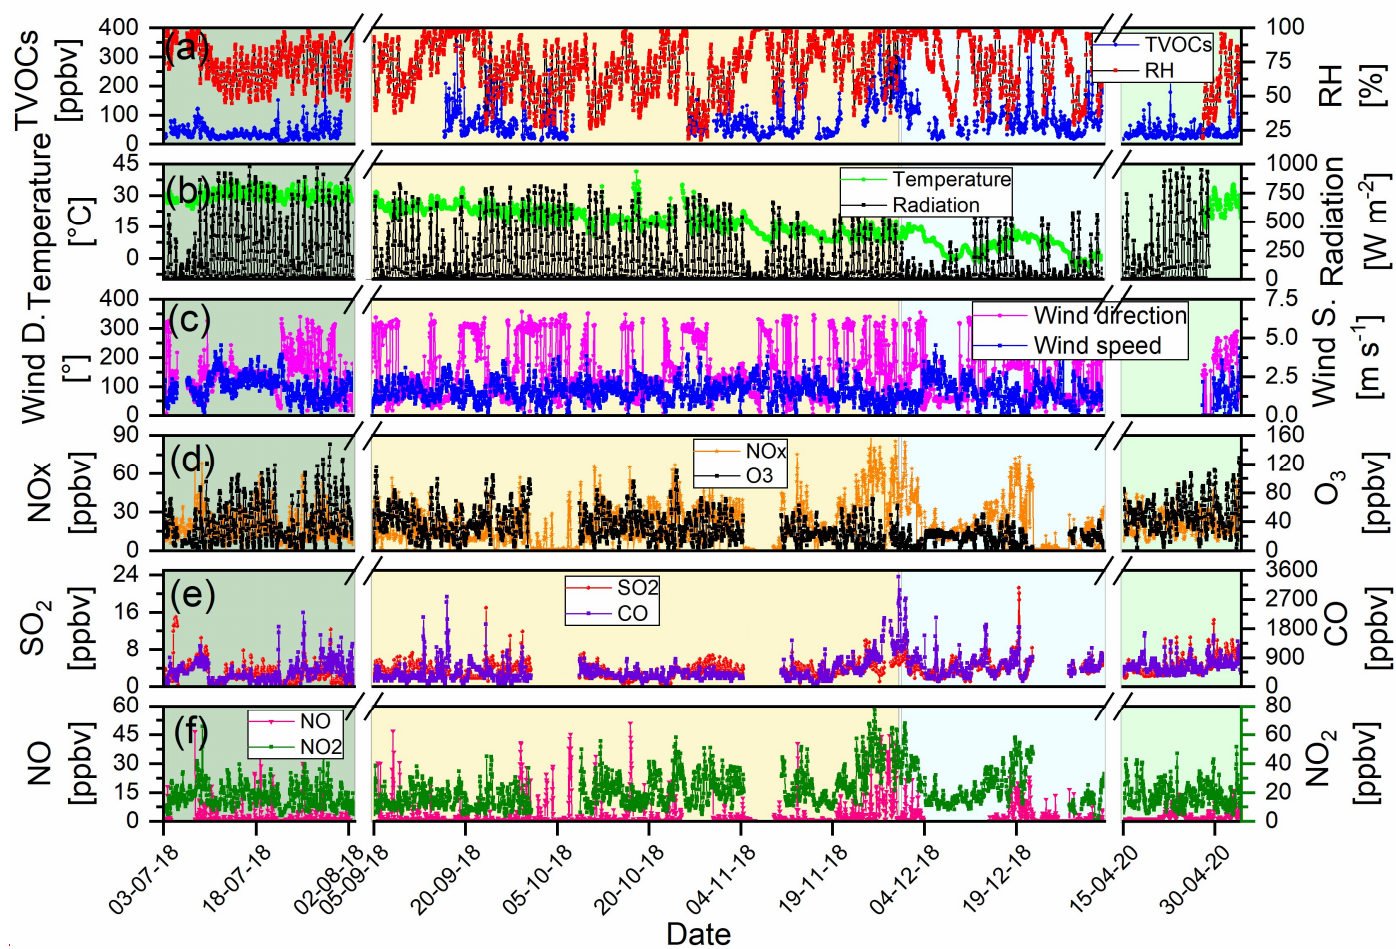 TVOCs
[ppbv]
400
300
200
100
0
(a)
TVOCs
RH
100
75
50
25
RH
[%]
Temperature
[°C]
45
30
15
0
(b)
Temperature
Radiation
1000
750
500
250
0
Radiation
[W m-2]
Wind D.
[°]
400
300
200
100
0
(c)
Wind direction
Wind speed
7.5
5.0
2.5
0.0
Wind S.
[m s-1]
NOx
[ppbv]
90
60
30
0
(d)
NOx
O3
160
120
80
40
0
O3
[ppbv]
SO2
[ppbv]
24
16
8
0
(e)
SO2
CO
3600
2700
1800
900
0
CO
[ppbv]
NO
[ppbv]
60
45
30
15
0
(f)
NO
NO2
80
60
40
20
0
NO2
[ppbv]
03-07-18
18-07-18
02-08-18
05-09-18
20-09-18
05-10-18
20-10-18
04-11-18
19-11-18
04-12-18
19-12-18
15-04-20
30-04-20
Date